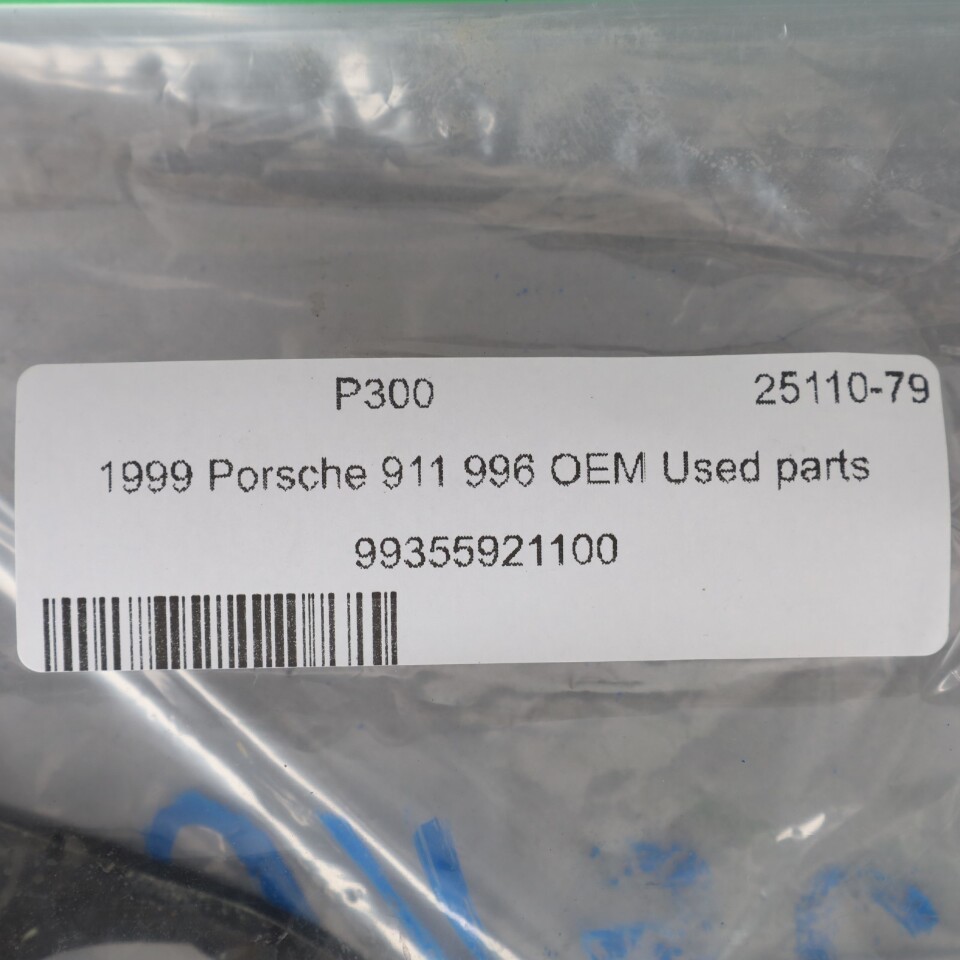 P300 25110-79
1999 Porsche 911 996 OEM Used parts
99355921100